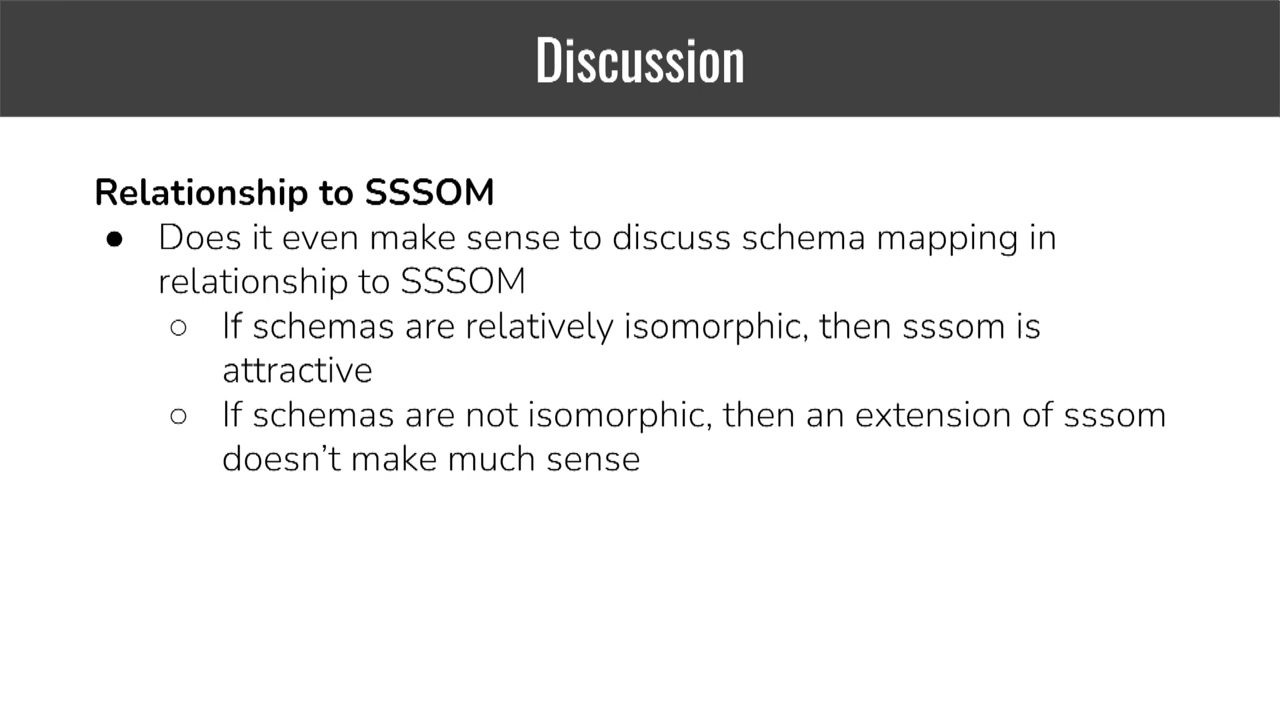 Discussion
Relationship to SSSOM
● Does it even make sense to discuss schema mapping in
relationship to SSSOM
○ If schemas are relatively isomorphic, then sssom is
attractive
○ If schemas are not isomorphic, then an extension of sssom
doesn’t make much sense